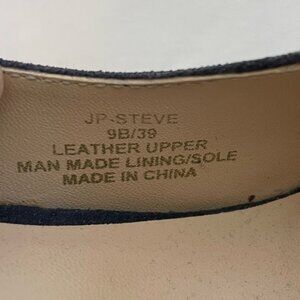 JP-STEVE
9B/39
LEATHER UPPER
MAN MADE LINING/SOLE
MADE IN CHINA